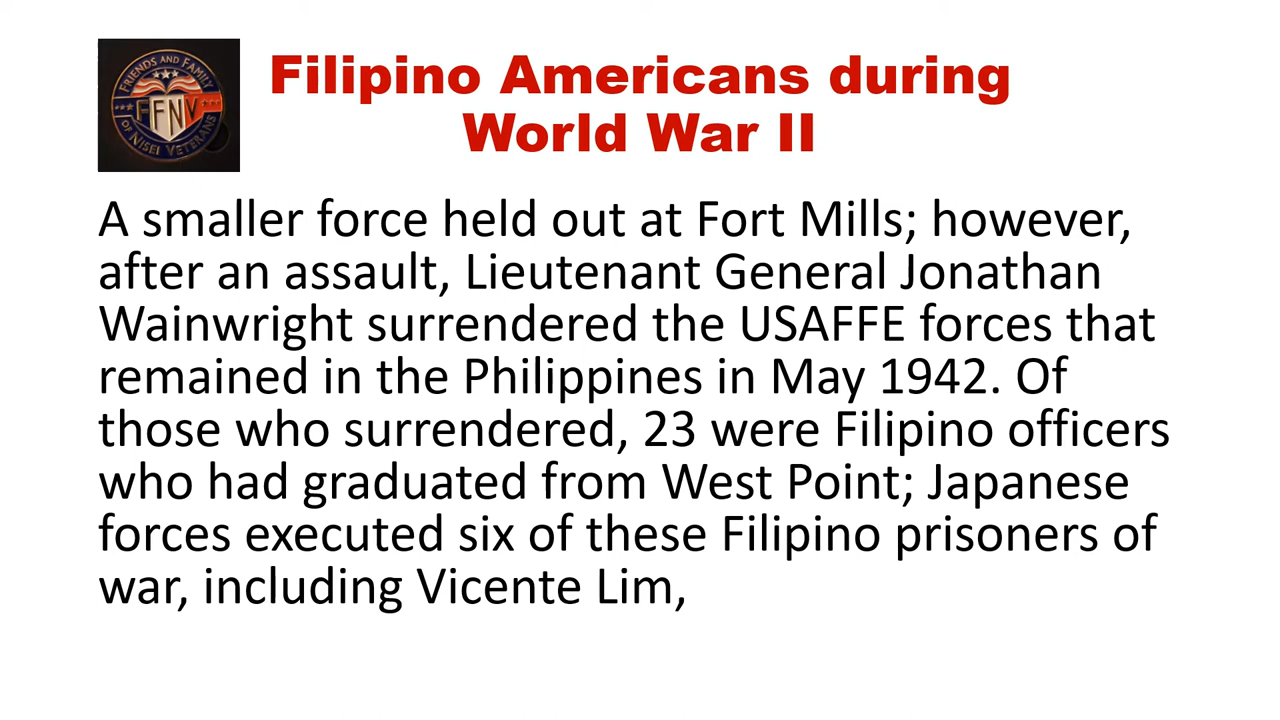 FRIENDS AND FAMILY
FFNV
OF NISEI VETERANS
Filipino Americans during
World War II
A smaller force held out at Fort Mills; however,
after an assault, Lieutenant General Jonathan
Wainwright surrendered the USAFFE forces that
remained in the Philippines in May 1942. Of
those who surrendered, 23 were Filipino officers
who had graduated from West Point; Japanese
forces executed six of these Filipino prisoners of
war, including Vicente Lim,